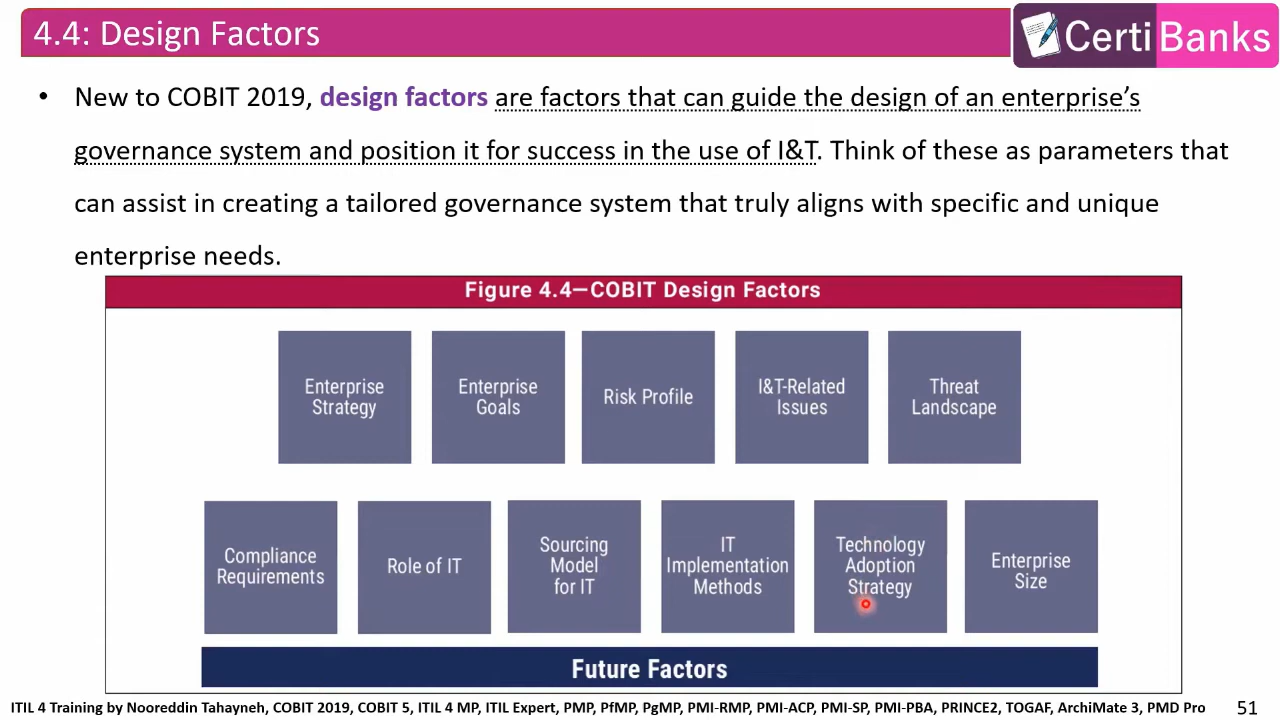 4.4: Design Factors
Certi Banks
• New to COBIT 2019, design factors are factors that can guide the design of an enterprise’s
governance system and position it for success in the use of I&T. Think of these as parameters that
can assist in creating a tailored governance system that truly aligns with specific and unique
enterprise needs.
Figure 4.4—COBIT Design Factors
Enterprise
Strategy
Enterprise
Goals
Risk Profile
I&T-Related
Issues
Threat
Landscape
Compliance
Requirements
Role of IT
Sourcing
Model
for IT
IT
Implementation
Methods
Technology
Adoption
Strategy
Enterprise
Size
Future Factors
ITIL 4 Training by Nooreddin Tahayneh, COBIT 2019, COBIT 5, ITIL 4 MP, ITIL Expert, PMP, PfMP, PgMP, PMI-RMP, PMI-ACP, PMI-SP, PMI-PBA, PRINCE2, TOGAF, ArchiMate 3, PMD Pro
51